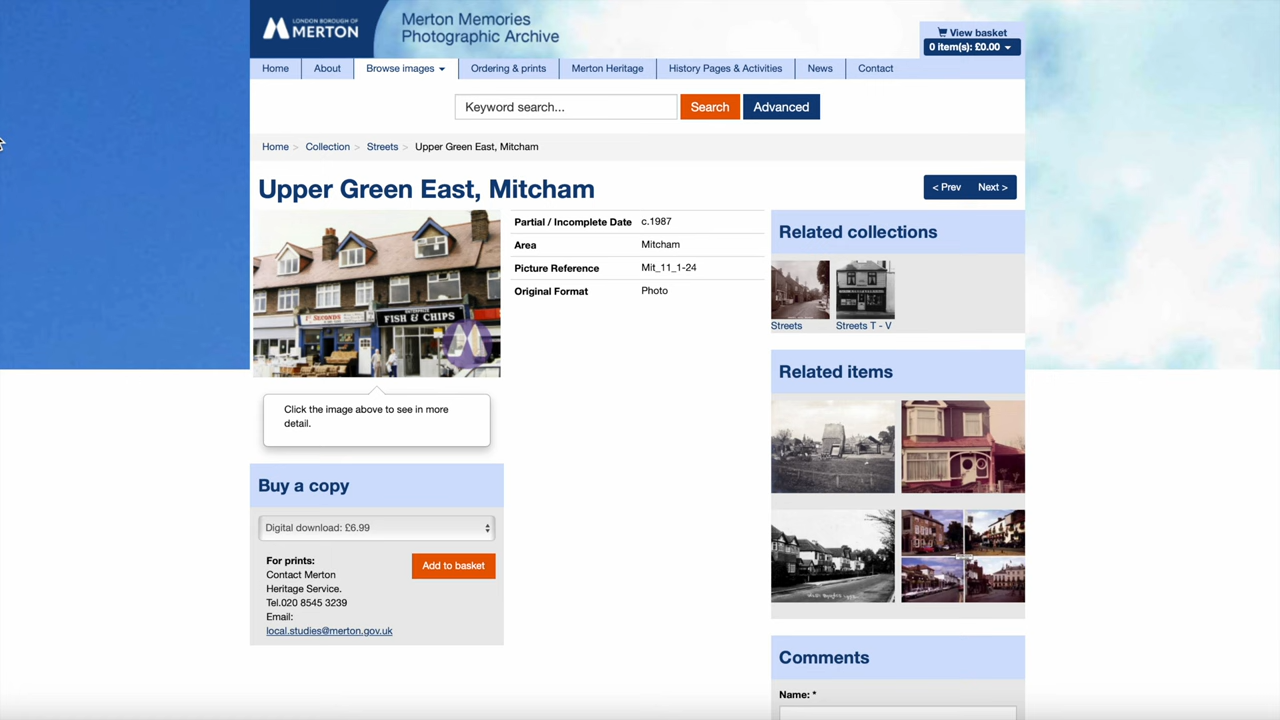 LONDON BOROUGH OF
MERTON
Merton Memories
Photographic Archive
View basket
0 item(s): £0.00
Home
About
Browse images
Ordering & prints
Merton Heritage
History Pages & Activities
News
Contact
Keyword search...
Search
Advanced
Home > Collection > Streets > Upper Green East, Mitcham
Upper Green East, Mitcham
< Prev
Next >
Partial / Incomplete Date c.1987
Area Mitcham
Picture Reference Mit_11_1-24
Original Format Photo
SECONDS
FISH & CHIPS
Click the image above to see in more
detail.
Buy a copy
Digital download: £6.99
For prints:
Contact Merton
Heritage Service.
Tel.020 8545 3239
Email:
local.studies@merton.gov.uk
Add to basket
Related collections
Streets
Streets T - V
Related items
Comments
Name: *